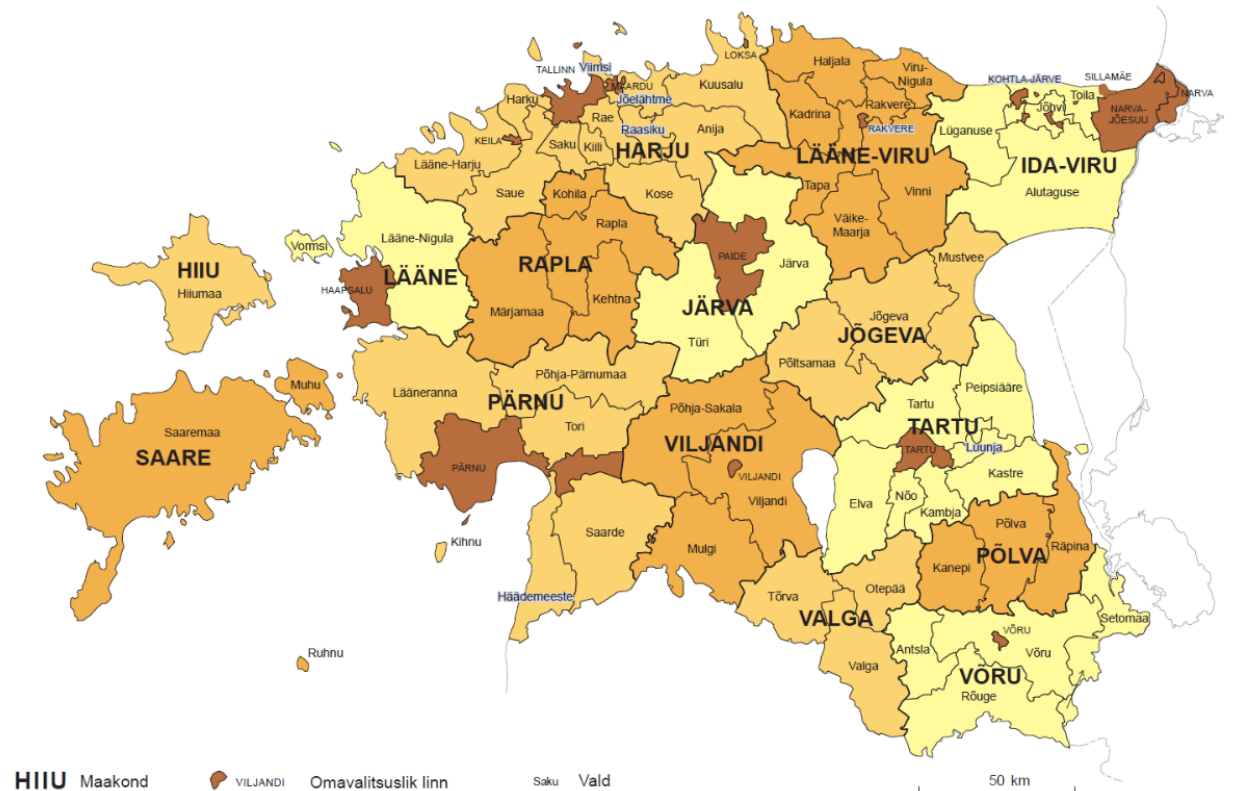 LOKSA
TALLINN
Viimsi
MAARDU
Jõelähtme
Kuusalu
Haljala
Viru-
Nigula
KOHTLA-JÄRVE
SILLAMÄE
Toila
NARVA
NARVA-
JÕESUU
Harku
Rae
Raasiku
Anija
Kadrina
Rakvere
RAKVERE
Lüganuse
Jõhvi
KEILA
Saku
Kiili
HARJU
LÄÄNE-VIRU
IDA-VIRU
Lääne-Harju
Saue
Kohila
Kose
Tapa
Vinni
Alutaguse
Rapla
Väike-
Maarja
Vormsi
Lääne-Nigula
Mustvee
HIIU
Hiiumaa
HAAPSALU
LÄÄNE
RAPLA
PAIDE
Järva
Märjamaa
Kehtna
JÄRVA
Jõgeva
JÕGEVA
Türi
Põltsamaa
Muhu
Lääneranna
Põhja-Pärnumaa
PÄRNU
Peipsiääre
Põhja-Sakala
Tartu
TARTU
Saaremaa
SAARE
Tori
VILJANDI
TARTU
Luunja
PÄRNU
VILJANDI
Kastre
Viljandi
Elva
Nõo
Kambja
Kihnu
Saarde
Mulgi
Põlva
Räpina
PÕLVA
Kanepi
Häädemeeste
Tõrva
Otepää
VALGA
Setomaa
Ruhnu
Valga
Antsla
VÕRU
Võru
VÕRU
Rõuge
HIIU Maakond VILJANDI Omavalitsuslik linn Saku Vald 50 km